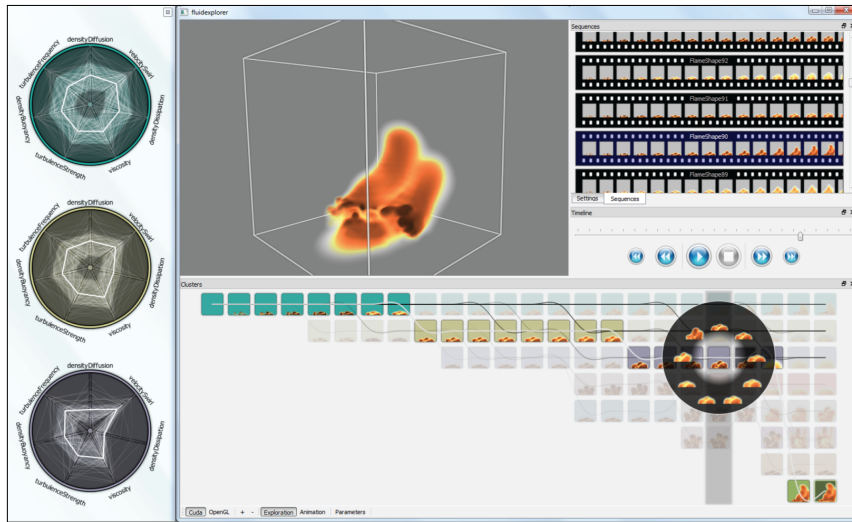 densityDiffusion
turbulenceFrequency
velocitySwirl
densityBuoyancy
densityDissipation
turbulenceStrength
viscosity
densityDiffusion
turbulenceFrequency
velocitySwirl
densityBuoyancy
densityDissipation
turbulenceStrength
viscosity
densityDiffusion
turbulenceFrequency
velocitySwirl
densityBuoyancy
densityDissipation
turbulenceStrength
viscosity
fluidexplorer
Sequences
FlameShape92
FlameShape91
FlameShape90
FlameShape89
Settings Sequences
Timeline
Clusters
Cuda OpenGL + - Exploration Animation Parameters